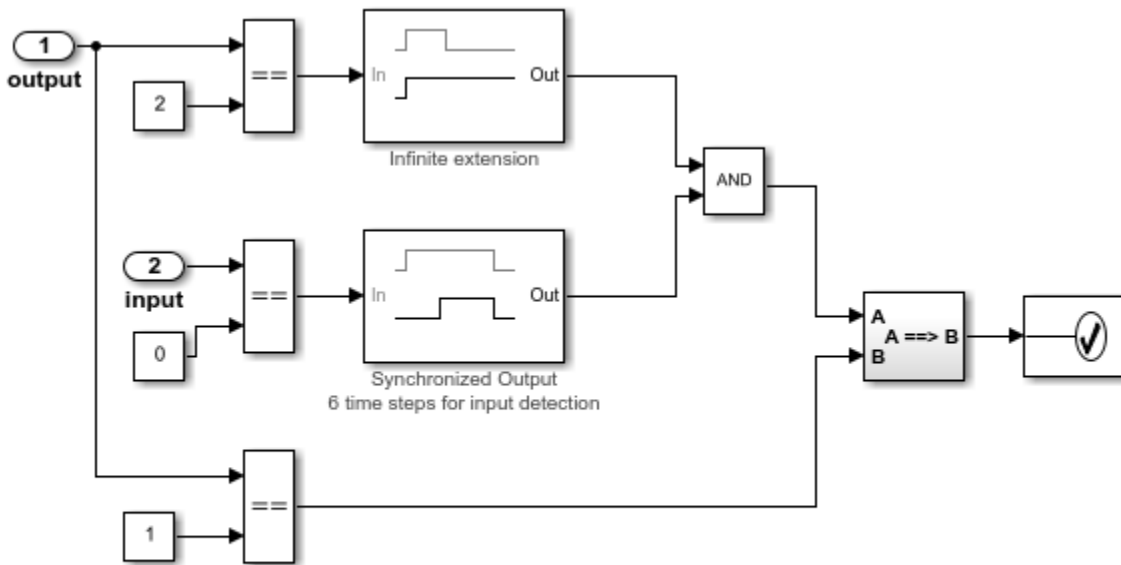 1
output
2
==
In
Out
Infinite extension
AND
2
input
0
==
In
Out
Synchronized Output
6 time steps for input detection
A
A ==> B
B
1
==